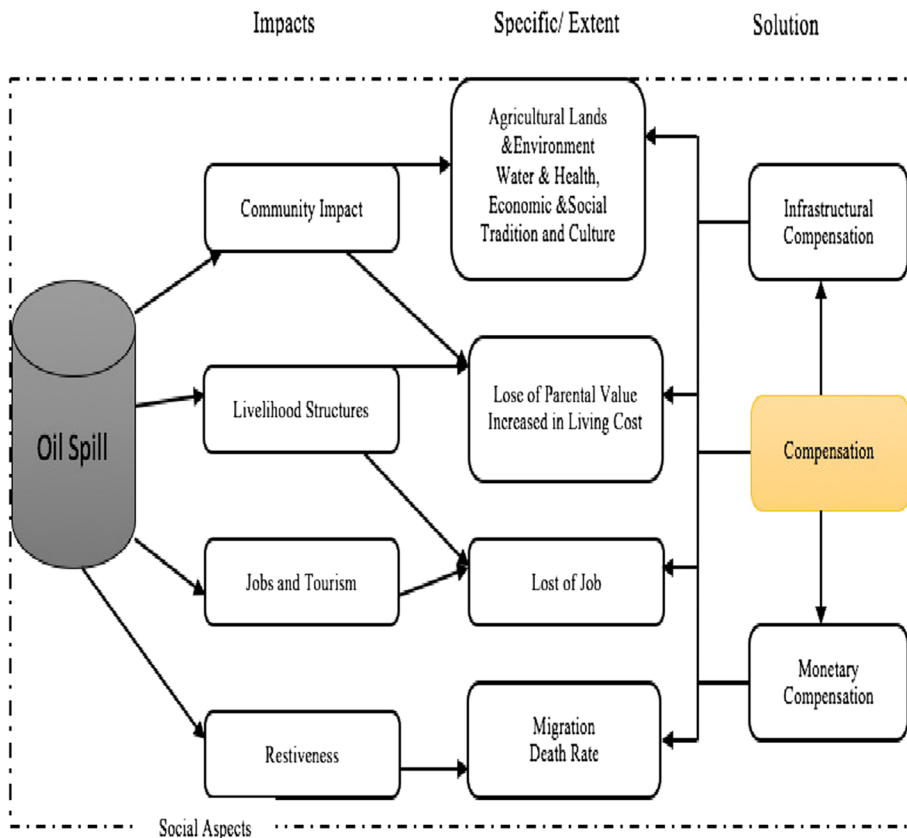 Impacts
Specific/ Extent
Solution
Agricultural Lands
&Environment
Water & Health,
Economic &Social
Tradition and Culture
Community Impact
Infrastructural
Compensation
Oil Spill
Livelihood Structures
Lose of Parental Value
Increased in Living Cost
Compensation
Jobs and Tourism
Lost of Job
Monetary
Compensation
Restiveness
Migration
Death Rate
Social Aspects